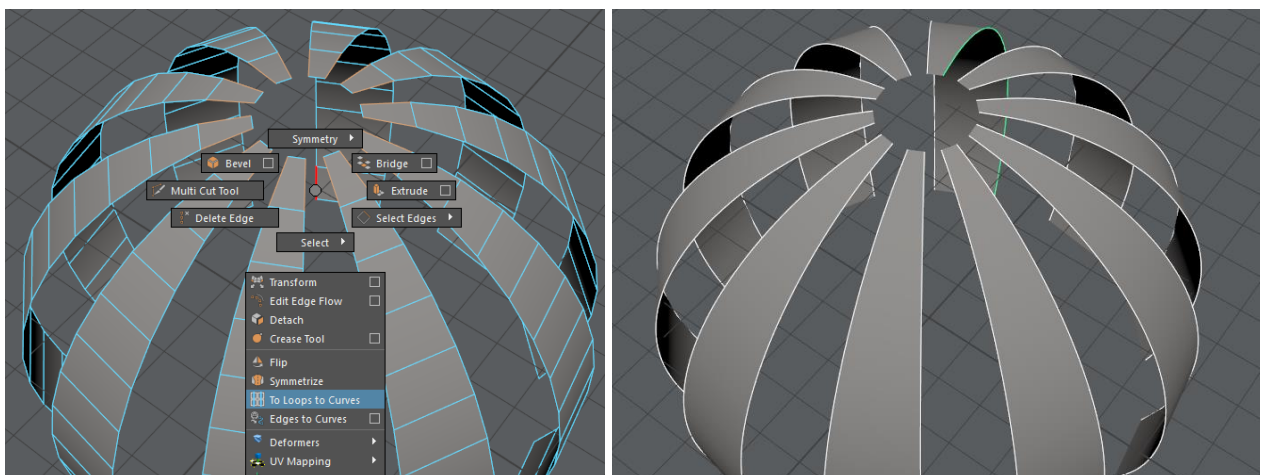 Symmetry
Bevel
Bridge
Multi Cut Tool
Extrude
Delete Edge
Select Edges
Select
Transform
Edit Edge Flow
Detach
Crease Tool
Flip
Symmetrize
To Loops to Curves
Edges to Curves
Deformers
UV Mapping